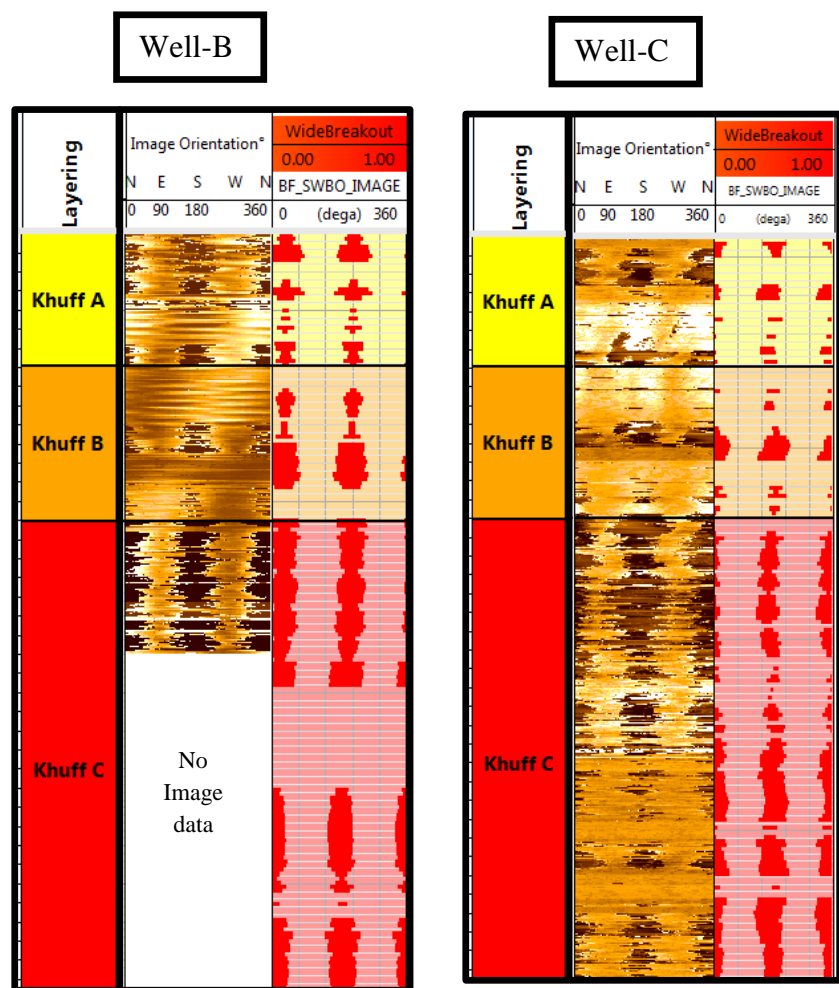 Well-B
Layering
Image Orientation°
N E S W N
0 90 180 360
WideBreakout
0.00 1.00
BF_SWBO_IMAGE
0 (dega) 360
Khuff A
Khuff B
Khuff C
No
Image
data
Well-C
Layering
Image Orientation°
N E S W N
0 90 180 360
WideBreakout
0.00 1.00
BF_SWBO_IMAGE
0 (dega) 360
Khuff A
Khuff B
Khuff C